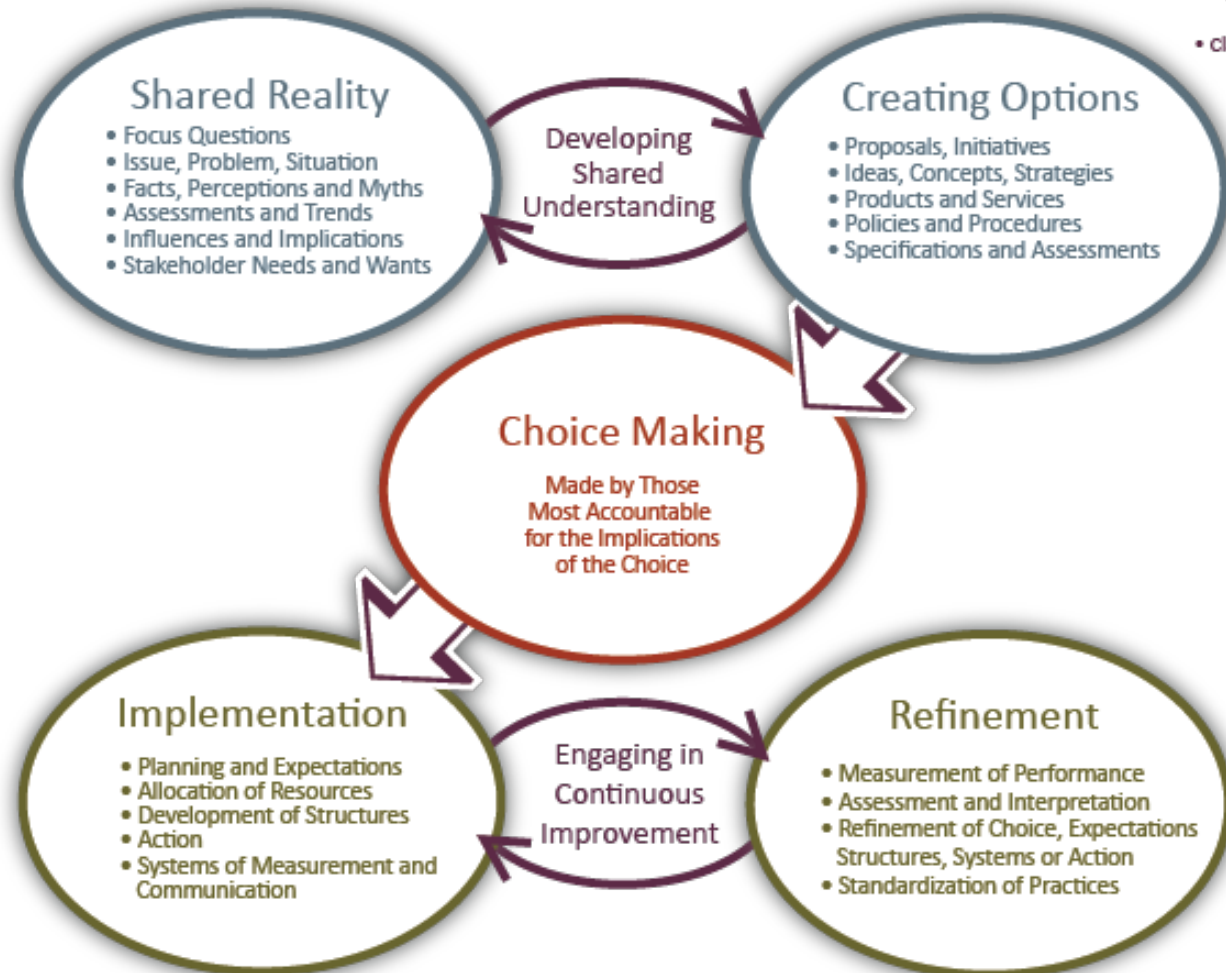 Shared Reality
• Focus Questions
• Issue, Problem, Situation
• Facts, Perceptions and Myths
• Assessments and Trends
• Influences and Implications
• Stakeholder Needs and Wants
Developing
Shared
Understanding
Creating Options
• Proposals, Initiatives
• Ideas, Concepts, Strategies
• Products and Services
• Policies and Procedures
• Specifications and Assessments
Choice Making
Made by Those
Most Accountable
for the Implications
of the Choice
Implementation
• Planning and Expectations
• Allocation of Resources
• Development of Structures
• Action
• Systems of Measurement and
Communication
Engaging in
Continuous
Improvement
Refinement
• Measurement of Performance
• Assessment and Interpretation
• Refinement of Choice, Expectations
Structures, Systems or Action
• Standardization of Practices